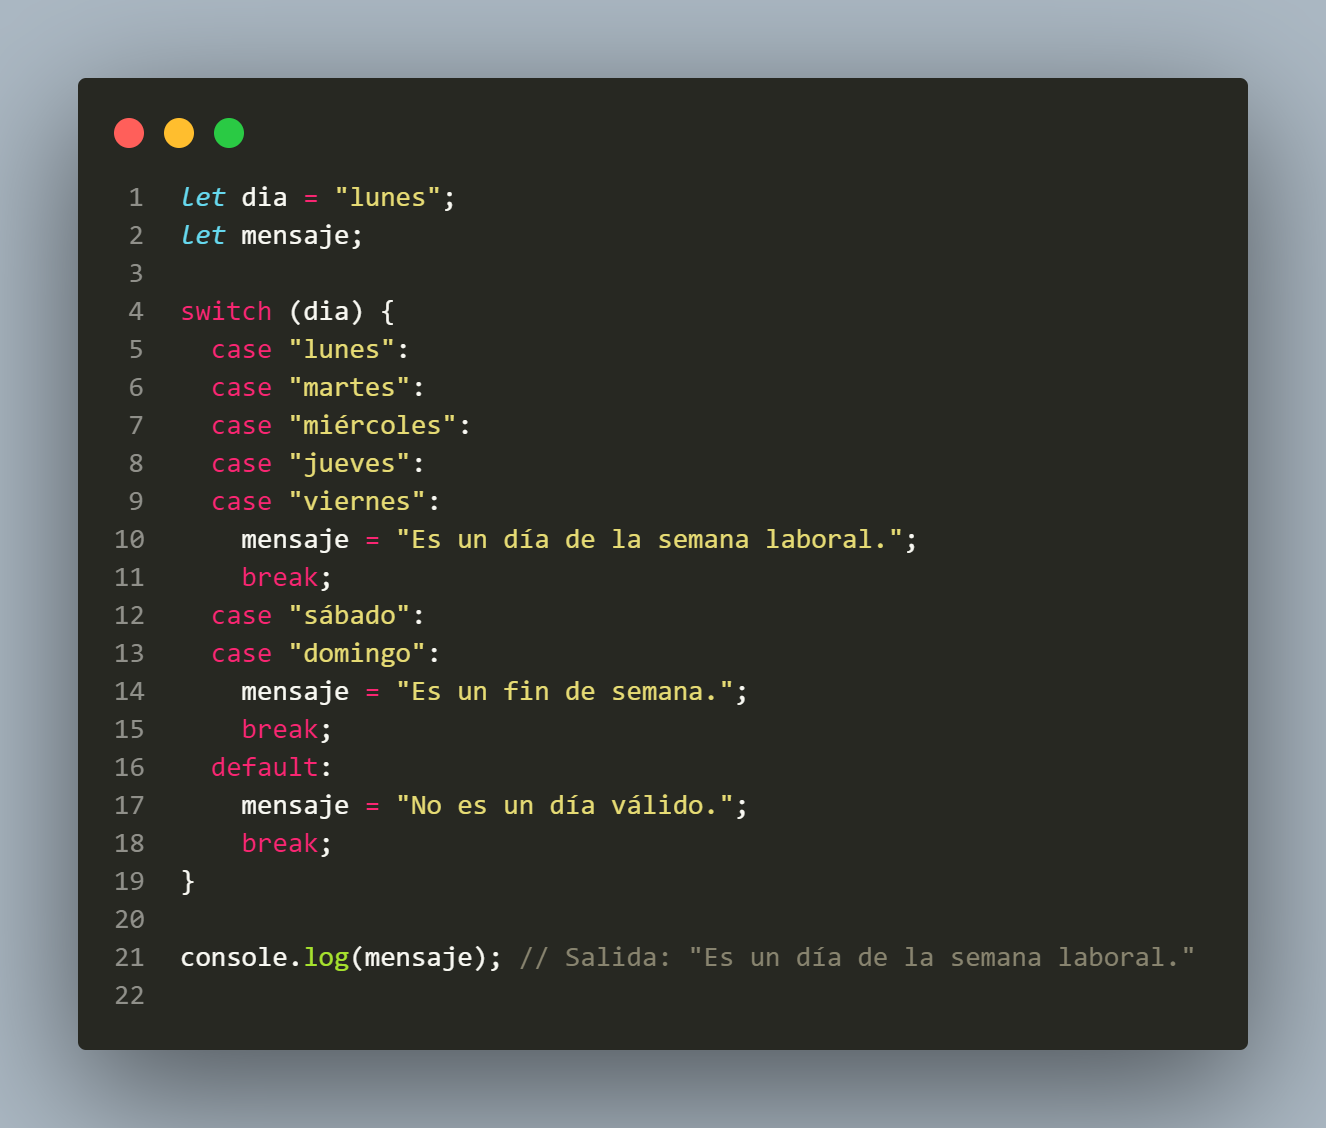 1 let dia = "lunes";
2 let mensaje;
3
4 switch (dia) {
5   case "lunes":
6   case "martes":
7   case "miércoles":
8   case "jueves":
9   case "viernes":
10     mensaje = "Es un día de la semana laboral.";
11     break;
12   case "sábado":
13   case "domingo":
14     mensaje = "Es un fin de semana.";
15     break;
16   default:
17     mensaje = "No es un día válido.";
18     break;
19 }
20
21 console.log(mensaje); // Salida: "Es un día de la semana laboral."
22